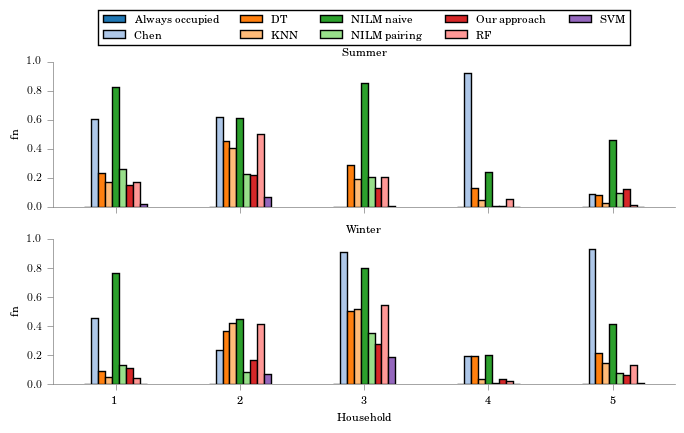 Always occupied DT NILM naive Our approach SVM
Chen KNN NILM pairing RF
Summer
1.0
0.8
0.6
fn
0.4
0.2
0.0
Winter
1.0
0.8
0.6
fn
0.4
0.2
0.0
1 2 3 4 5
Household